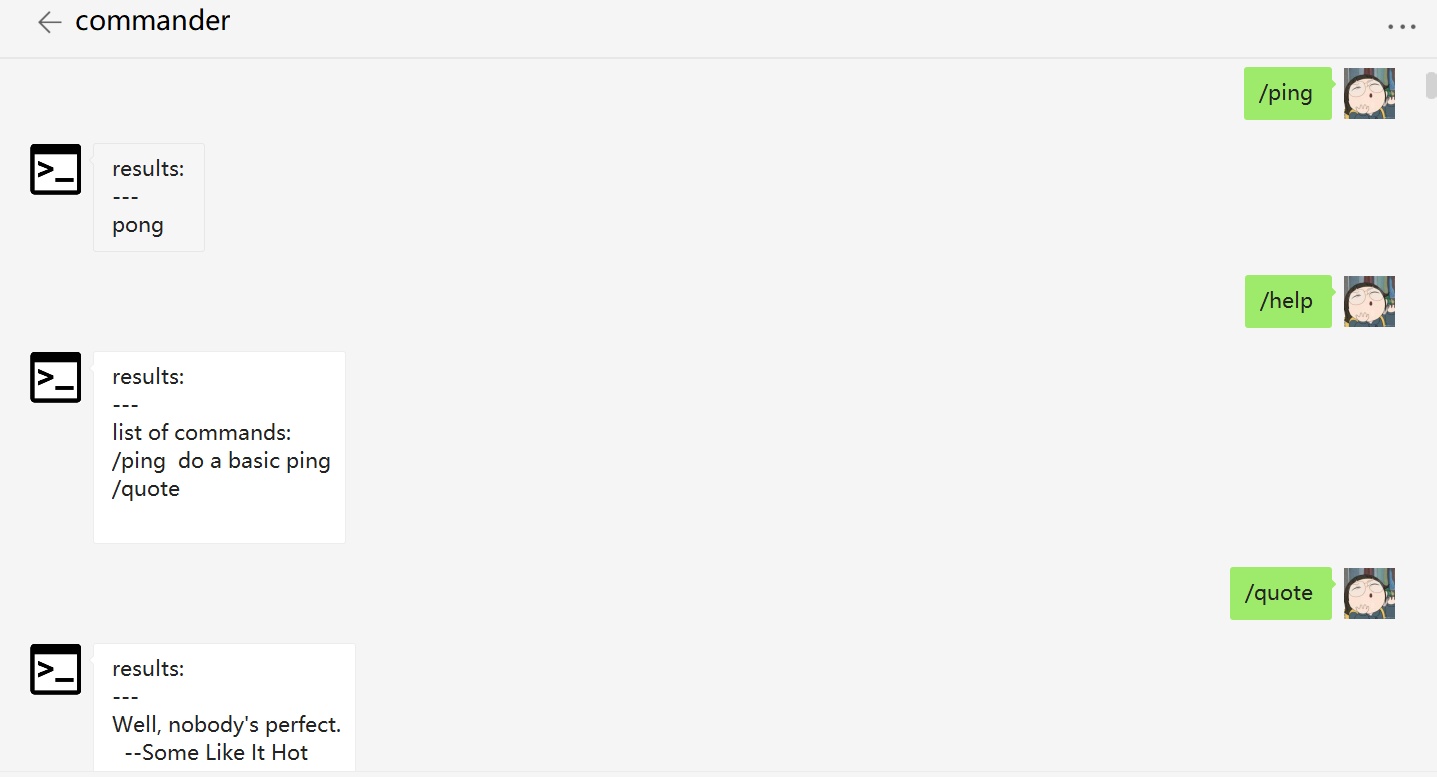 commander
/ping
results:
---
pong
/help
results:
---
list of commands:
/ping  do a basic ping
/quote
/quote
results:
---
Well, nobody's perfect.
  --Some Like It Hot